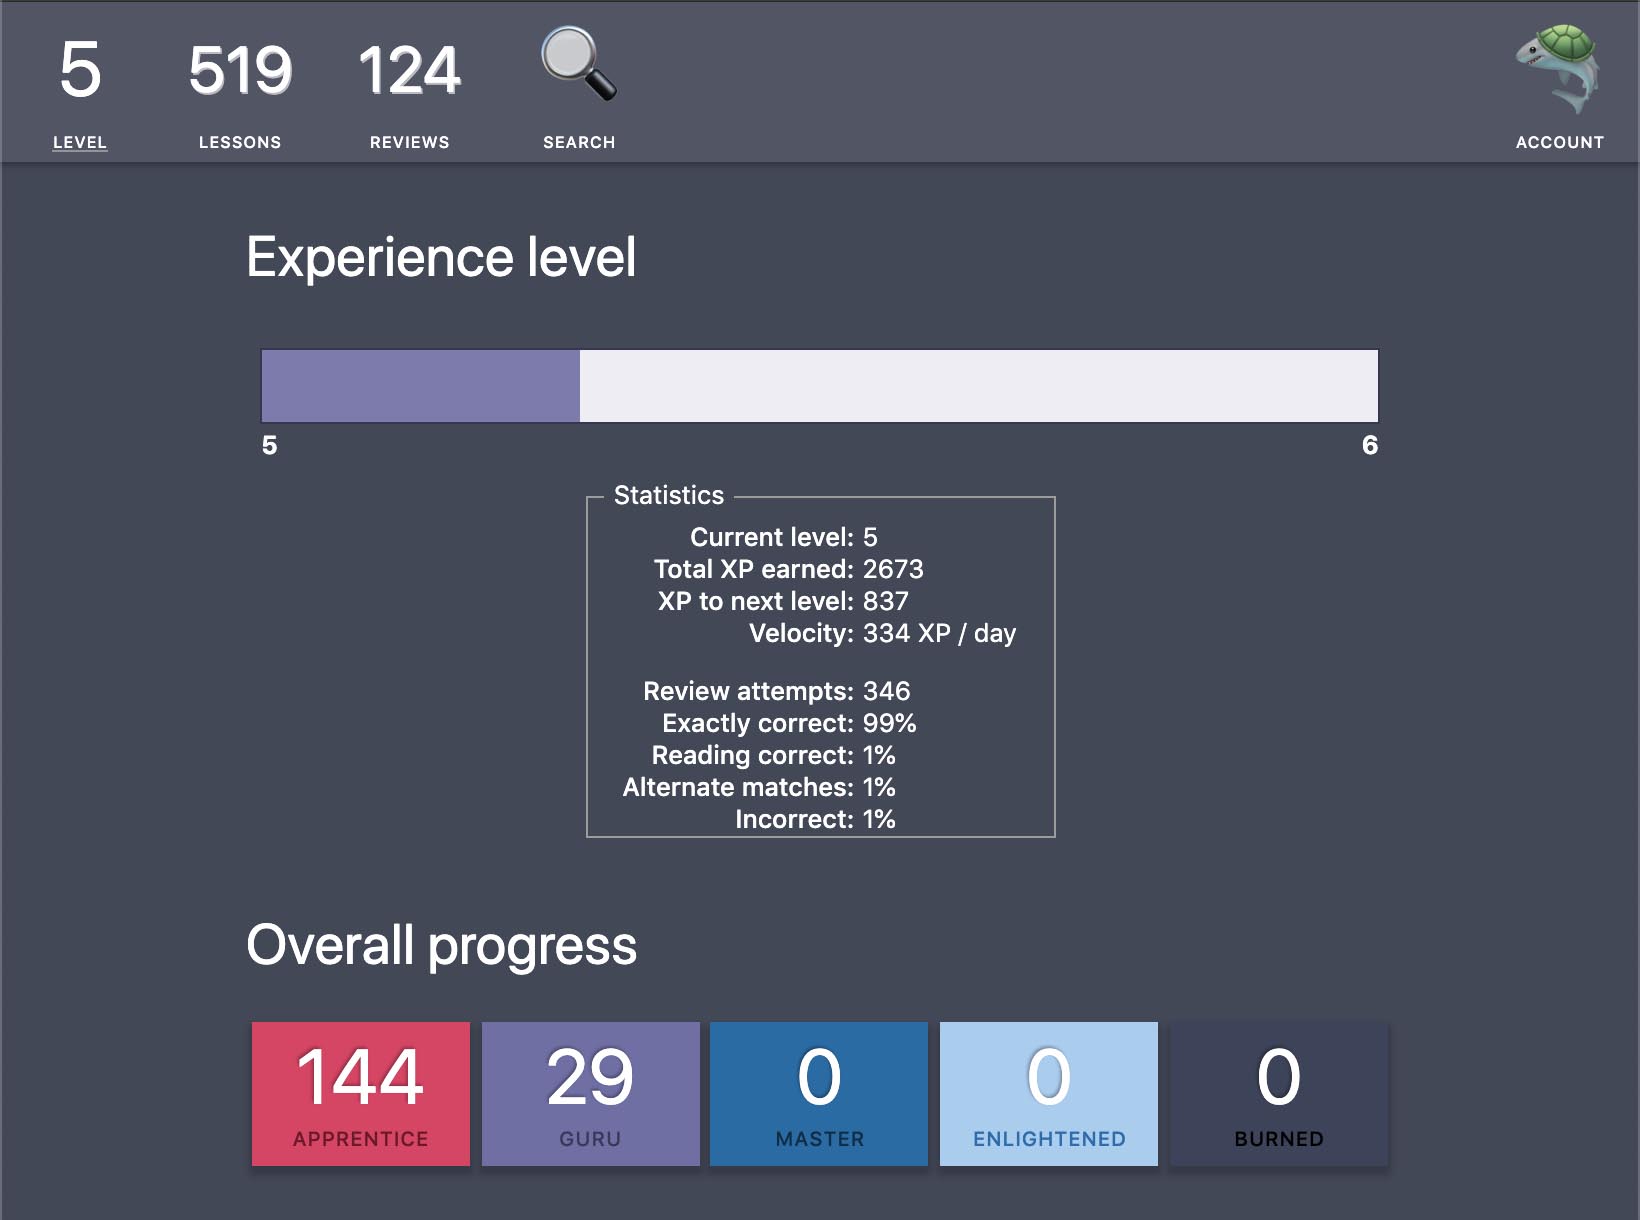 5 519 124
LEVEL LESSONS REVIEWS SEARCH ACCOUNT
Experience level
5 6
Statistics
Current level: 5
Total XP earned: 2673
XP to next level: 837
Velocity: 334 XP / day
Review attempts: 346
Exactly correct: 99%
Reading correct: 1%
Alternate matches: 1%
Incorrect: 1%
Overall progress
144 29 0 0 0
APPRENTICE GURU MASTER ENLIGHTENED BURNED